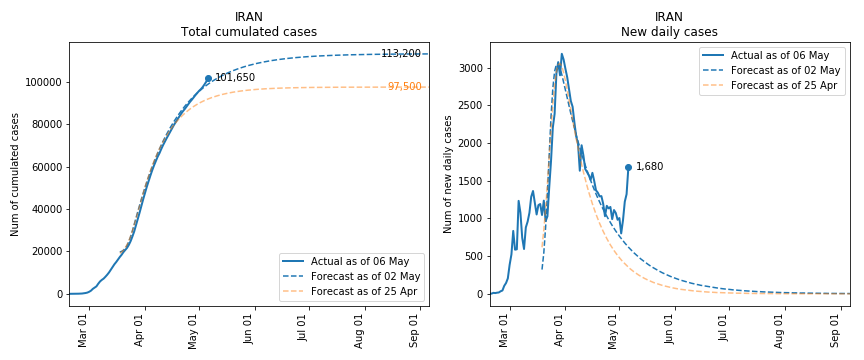 IRAN
Total cumulated cases
Num of cumulated cases
100000
80000
60000
40000
20000
0
113,200
101,650
97,500
Actual as of 06 May
Forecast as of 02 May
Forecast as of 25 Apr
Mar 01
Apr 01
May 01
Jun 01
Jul 01
Aug 01
Sep 01
IRAN
New daily cases
Num of new daily cases
3000
2500
2000
1500
1000
500
0
Actual as of 06 May
Forecast as of 02 May
Forecast as of 25 Apr
1,680
Mar 01
Apr 01
May 01
Jun 01
Jul 01
Aug 01
Sep 01